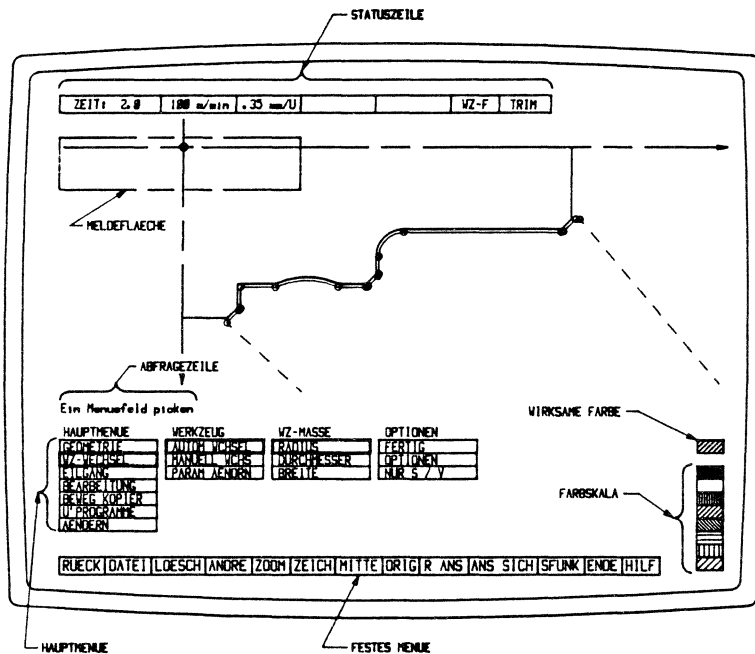 STATUSZEILE
ZEIT: 2.0 100 m/min .35 mm/U WZ-F TRIM
MELDEFLAECHE
ABFRAGEZEILE
Ein Menuefeld picken
WIRKSAME FARBE
HAUPTMENUE WERKZEUG WZ-MASSE OPTIONEN
GEOMETRIE AUTOM WCHSEL RADIUS FERTIG
WZ-WECHSEL MANUELL WCHS DURCHMESSER OPTIONEN
EILGANG PARAM AENDRN BREITE NUR S / V
BEARBEITUNG
BEWEG KOPIER
U'PROGRAMME
AENDERN
FARBSKALA
RUECK DATEI LOESCH ANDRE ZOOM ZEICH MITTE ORIG R ANS ANS SICH SFUNK ENDE HILF
HAUPTMENUE
FESTES MENUE